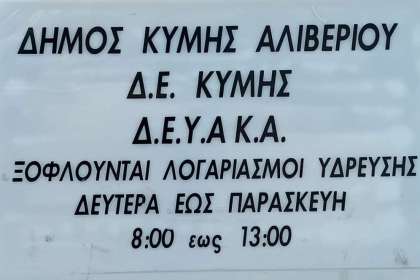 ΔΗΜΟΣ ΚΥΜΗΣ ΑΛΙΒΕΡΙΟΥ
Δ.Ε. ΚΥΜΗΣ
Δ.Ε.Υ.Α Κ.Α.
ΞΟΦΛΟΥΝΤΑΙ ΛΟΓΑΡΙΑΣΜΟΙ ΥΔΡΕΥΣΗΣ
ΔΕΥΤΕΡΑ ΕΩΣ ΠΑΡΑΣΚΕΥΗ
8:00 εως 13:00